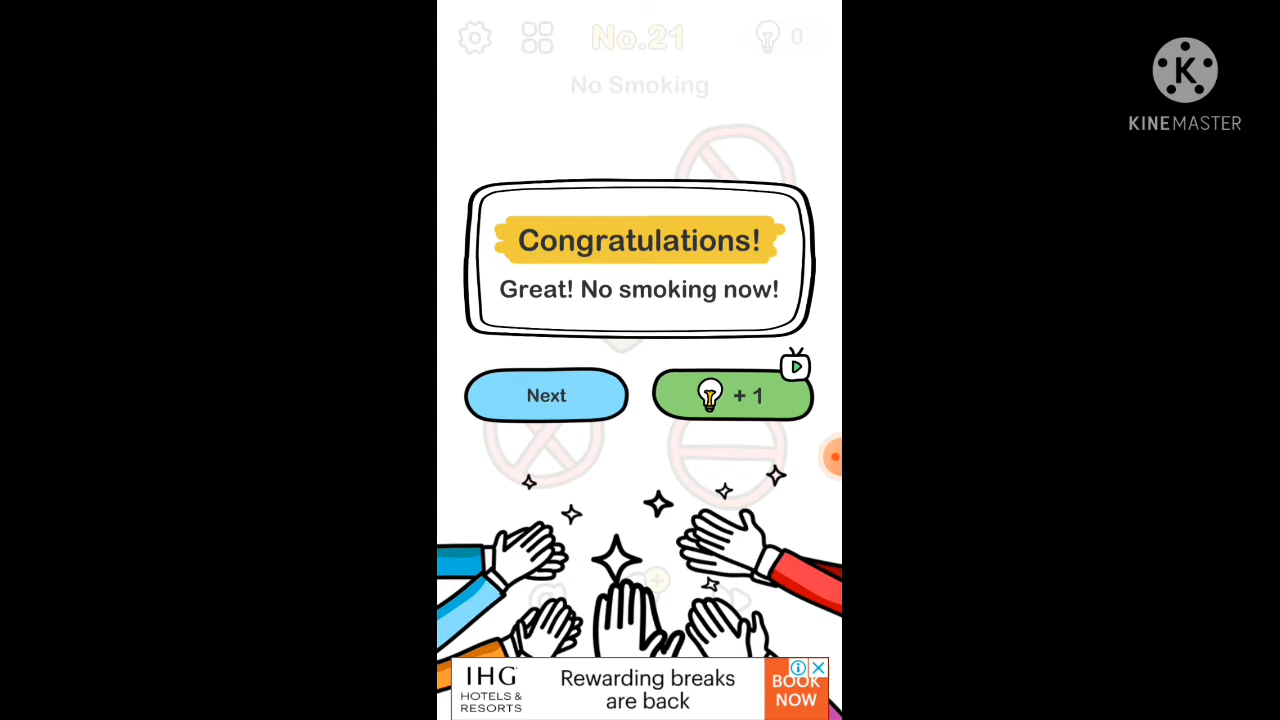 No.21
0
No Smoking
K
KINEMASTER
Congratulations!
Great! No smoking now!
Next
+ 1
IHG
HOTELS &
RESORTS
Rewarding breaks
are back
BOOK
NOW